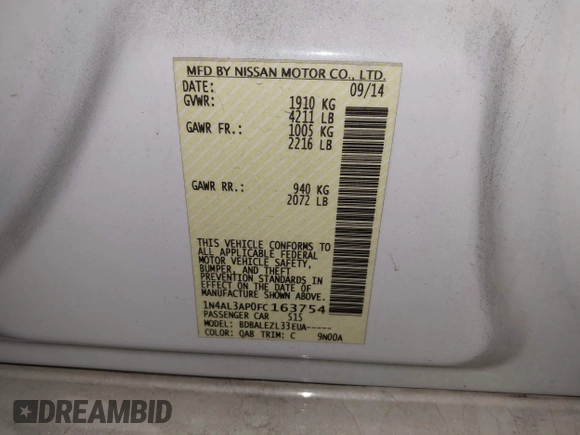 MFD BY NISSAN MOTOR CO., LTD.
DATE: 09/14
GVWR: 1910 KG
4211 LB
GAWR FR.: 1005 KG
2216 LB
GAWR RR.: 940 KG
2072 LB
THIS VEHICLE CONFORMS TO
ALL APPLICABLE FEDERAL
MOTOR VEHICLE SAFETY,
BUMPER, AND THEFT
PREVENTION STANDARDS IN
EFFECT ON THE DATE OF
MANUFACTURE SHOWN ABOVE.
1N4AL3AP0FC163754
PASSENGER CAR S15
MODEL: BDBALEZL33EUA-----
COLOR: QAB TRIM: C 9N00A
DREAMBID